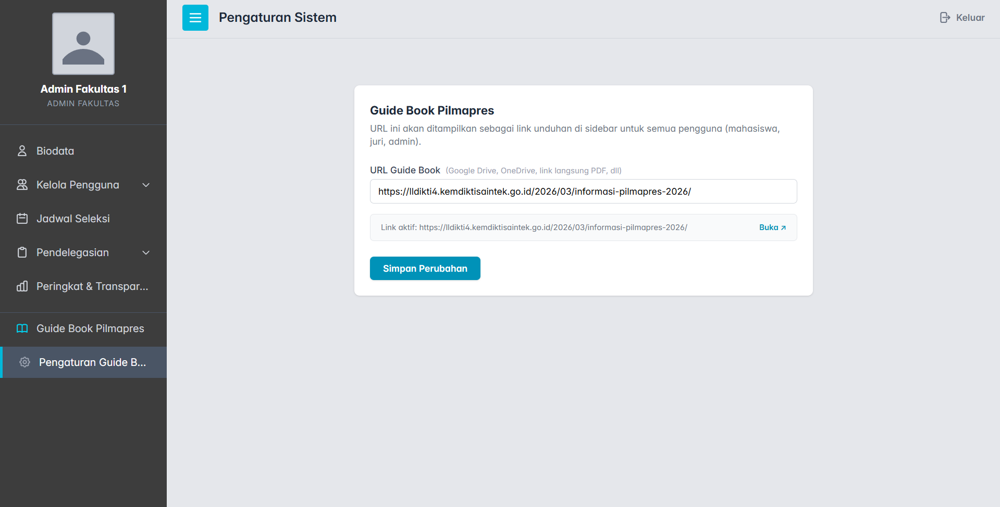 Admin Fakultas 1
ADMIN FAKULTAS
Biodata
Kelola Pengguna
Jadwal Seleksi
Pendelegasian
Peringkat & Transpar...
Guide Book Pilmapres
Pengaturan Guide B...
Pengaturan Sistem
Keluar
Guide Book Pilmapres
URL ini akan ditampilkan sebagai link unduhan di sidebar untuk semua pengguna (mahasiswa,
juri, admin).
URL Guide Book (Google Drive, OneDrive, link langsung PDF, dll)
https://lldikti4.kemdiktisaintek.go.id/2026/03/informasi-pilmapres-2026/
Link aktif: https://lldikti4.kemdiktisaintek.go.id/2026/03/informasi-pilmapres-2026/
Buka ↗
Simpan Perubahan